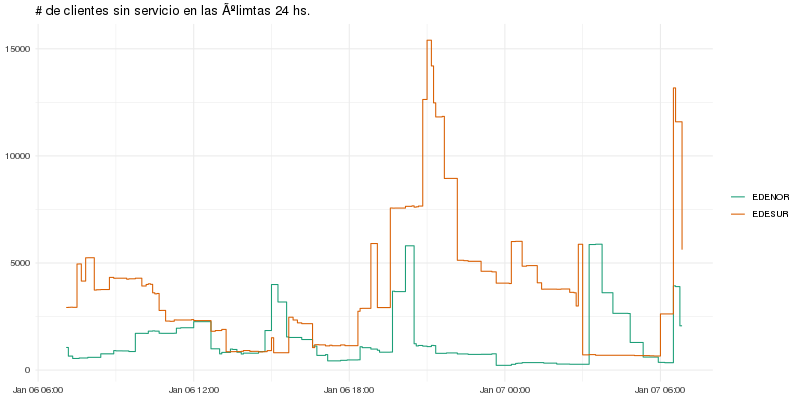 # de clientes sin servicio en las Ãºlimtas 24 hs.
15000
10000
5000
0
Jan 06 06:00
Jan 06 12:00
Jan 06 18:00
Jan 07 00:00
Jan 07 06:00
EDENOR
EDESUR